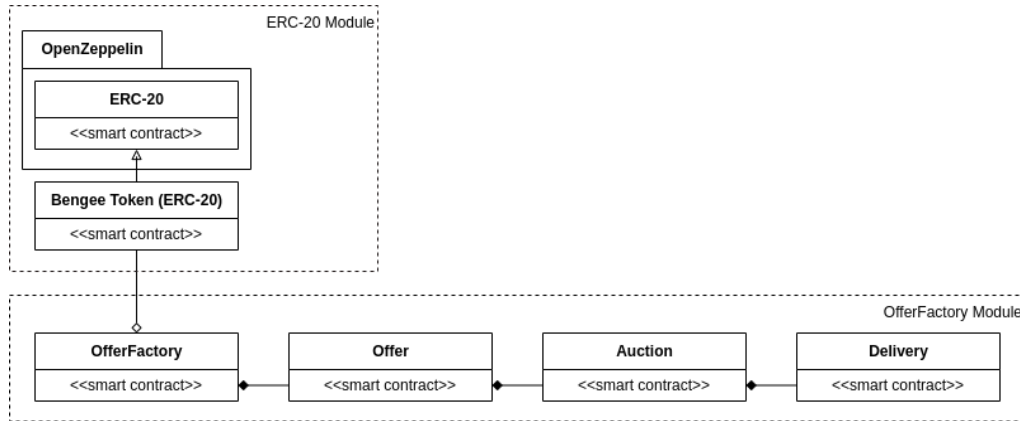 ERC-20 Module
OpenZeppelin
ERC-20
<<smart contract>>
Bengee Token (ERC-20)
<<smart contract>>
OfferFactory Module
OfferFactory
<<smart contract>>
Offer
<<smart contract>>
Auction
<<smart contract>>
Delivery
<<smart contract>>